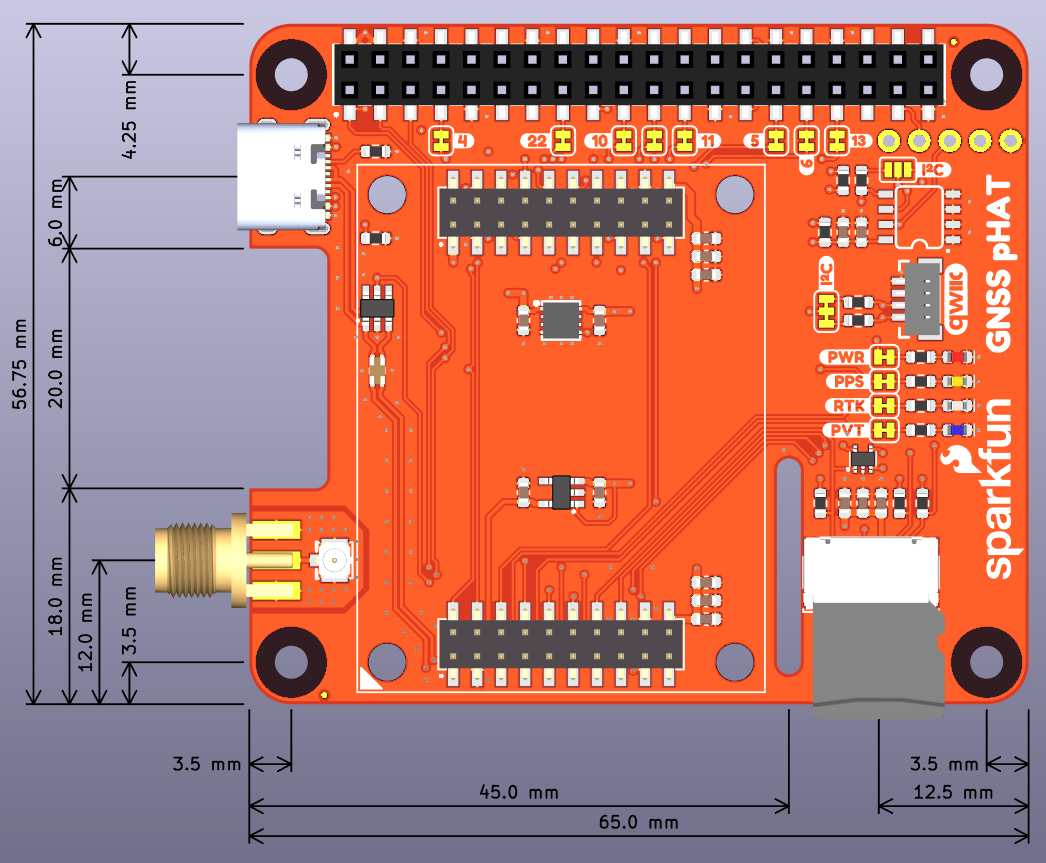 4
22
10
11
5
6
13
I²C
I²C
qwiic
GNSS pHAT
PWR
PPS
RTK
PVT
sparkfun
56.75 mm
4.25 mm
6.0 mm
20.0 mm
18.0 mm
12.0 mm
3.5 mm
3.5 mm
3.5 mm
45.0 mm
12.5 mm
65.0 mm